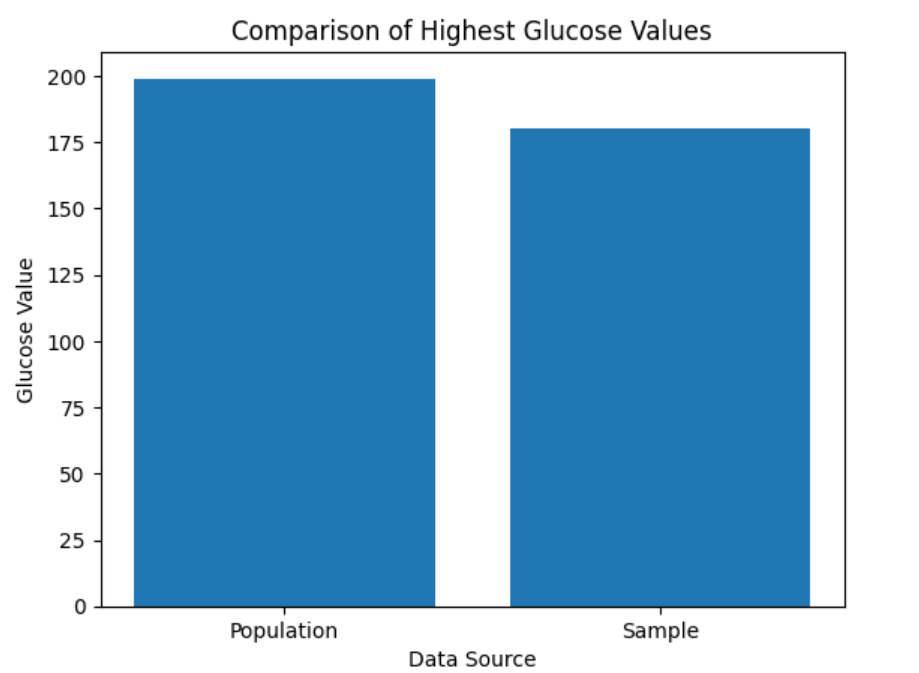 Comparison of Highest Glucose Values
200
175
150
125
100
75
50
25
0
Glucose Value
Population
Sample
Data Source